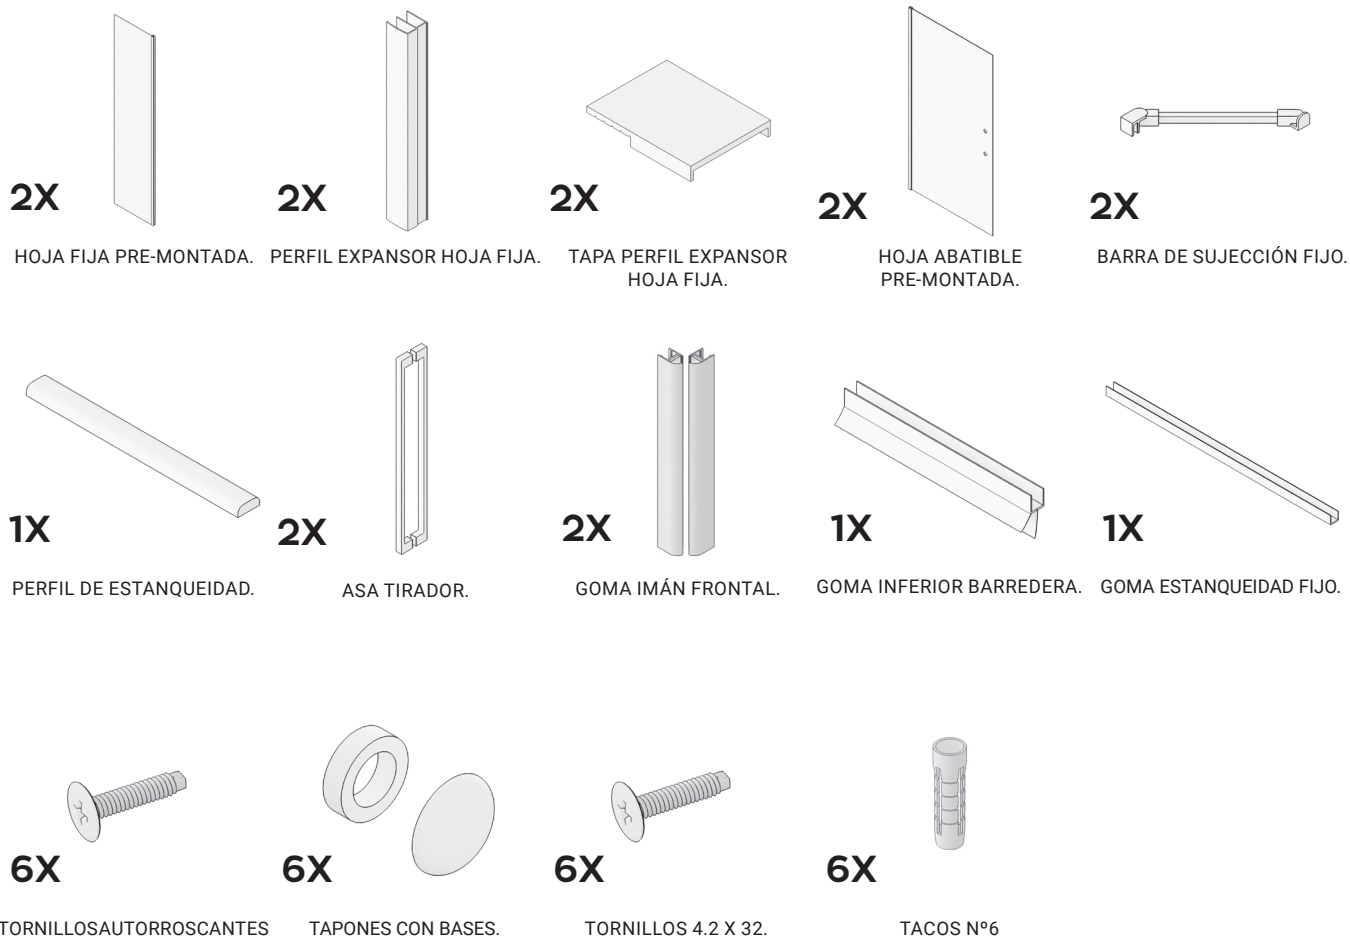 2X
HOJA FIJA PRE-MONTADA.
2X
PERFIL EXPANSOR HOJA FIJA.
2X
TAPA PERFIL EXPANSOR
HOJA FIJA.
2X
HOJA ABATIBLE
PRE-MONTADA.
2X
BARRA DE SUJECCIÓN FIJO.
1X
PERFIL DE ESTANQUEIDAD.
2X
ASA TIRADOR.
2X
GOMA IMÁN FRONTAL.
1X
GOMA INFERIOR BARREDERA.
1X
GOMA ESTANQUEIDAD FIJO.
6X
TORNILLOSAUTORROSCANTES
6X
TAPONES CON BASES.
6X
TORNILLOS 4.2 X 32.
6X
TACOS Nº6